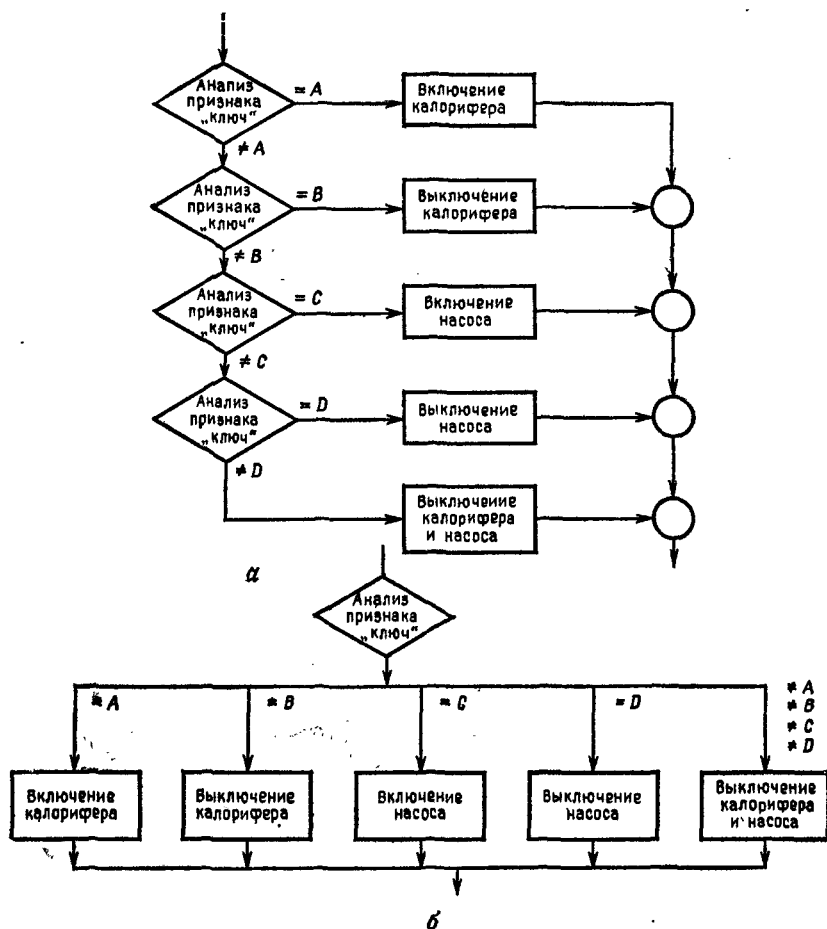 Анализ
признака
„ключ“
= A
Включение
калорифера
≠ A
Анализ
признака
„ключ“
= B
Выключение
калорифера
≠ B
Анализ
признака
„ключ“
= C
Включение
насоса
≠ C
Анализ
признака
„ключ“
= D
Выключение
насоса
≠ D
Выключение
калорифера
и насоса
а
Анализ
признака
„ключ“
= A
= B
= C
= D
≠ A
≠ B
≠ C
≠ D
Включение
калорифера
Выключение
калорифера
Включение
насоса
Выключение
насоса
Выключение
калорифера
и насоса
б